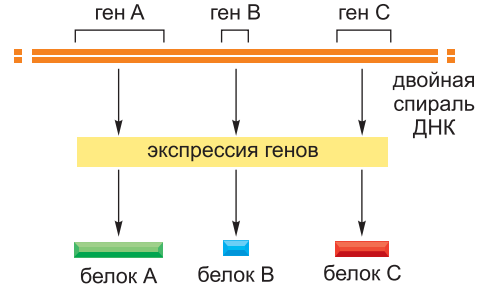 ген А
ген В
ген С
двойная
спираль
ДНК
экспрессия генов
белок А
белок В
белок С